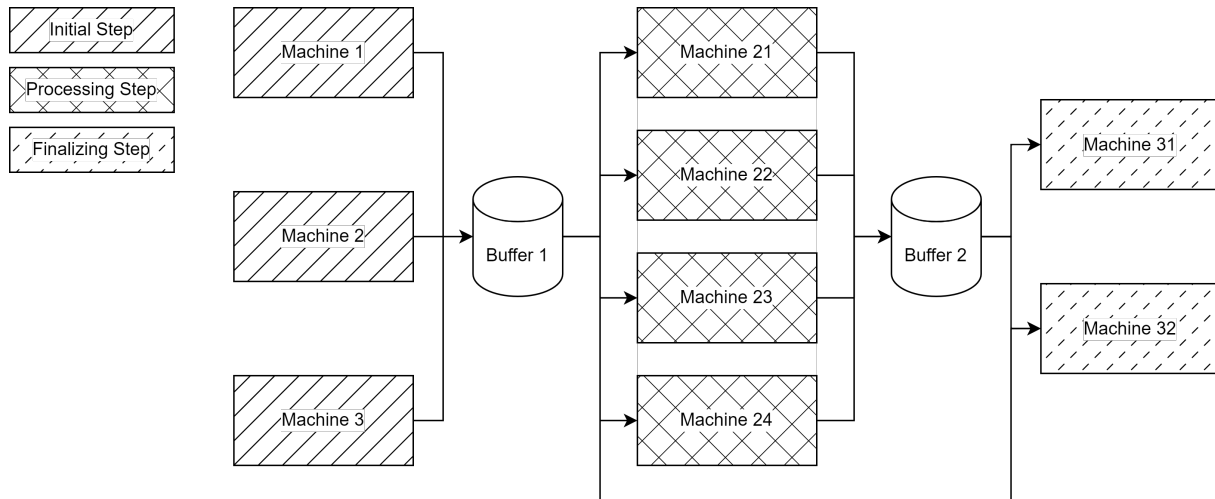 Initial Step
Processing Step
Finalizing Step
Machine 1
Machine 2
Machine 3
Buffer 1
Machine 21
Machine 22
Machine 23
Machine 24
Buffer 2
Machine 31
Machine 32